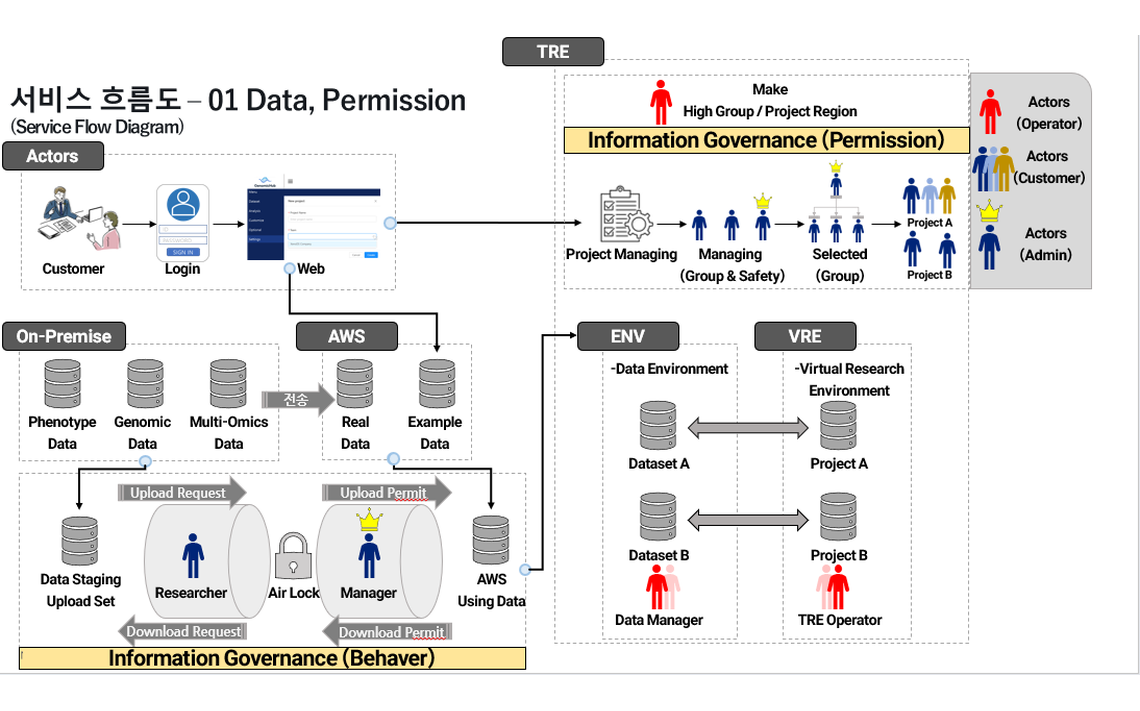 서비스 흐름도 – 01 Data, Permission
(Service Flow Diagram)
Actors
Customer
Login
SIGN IN
Web
TRE
Make
High Group / Project Region
Information Governance (Permission)
Project Managing
Managing
(Group & Safety)
Selected
(Group)
Project A
Project B
Actors
(Operator)
Actors
(Customer)
Actors
(Admin)
On-Premise
Phenotype
Data
Genomic
Data
Multi-Omics
Data
전송
AWS
Real
Data
Example
Data
Upload Request
Upload Permit
Data Staging
Upload Set
Researcher
Air Lock
Manager
AWS
Using Data
Download Request
Download Permit
Information Governance (Behaver)
ENV
-Data Environment
Dataset A
Dataset B
Data Manager
VRE
-Virtual Research
Environment
Project A
Project B
TRE Operator